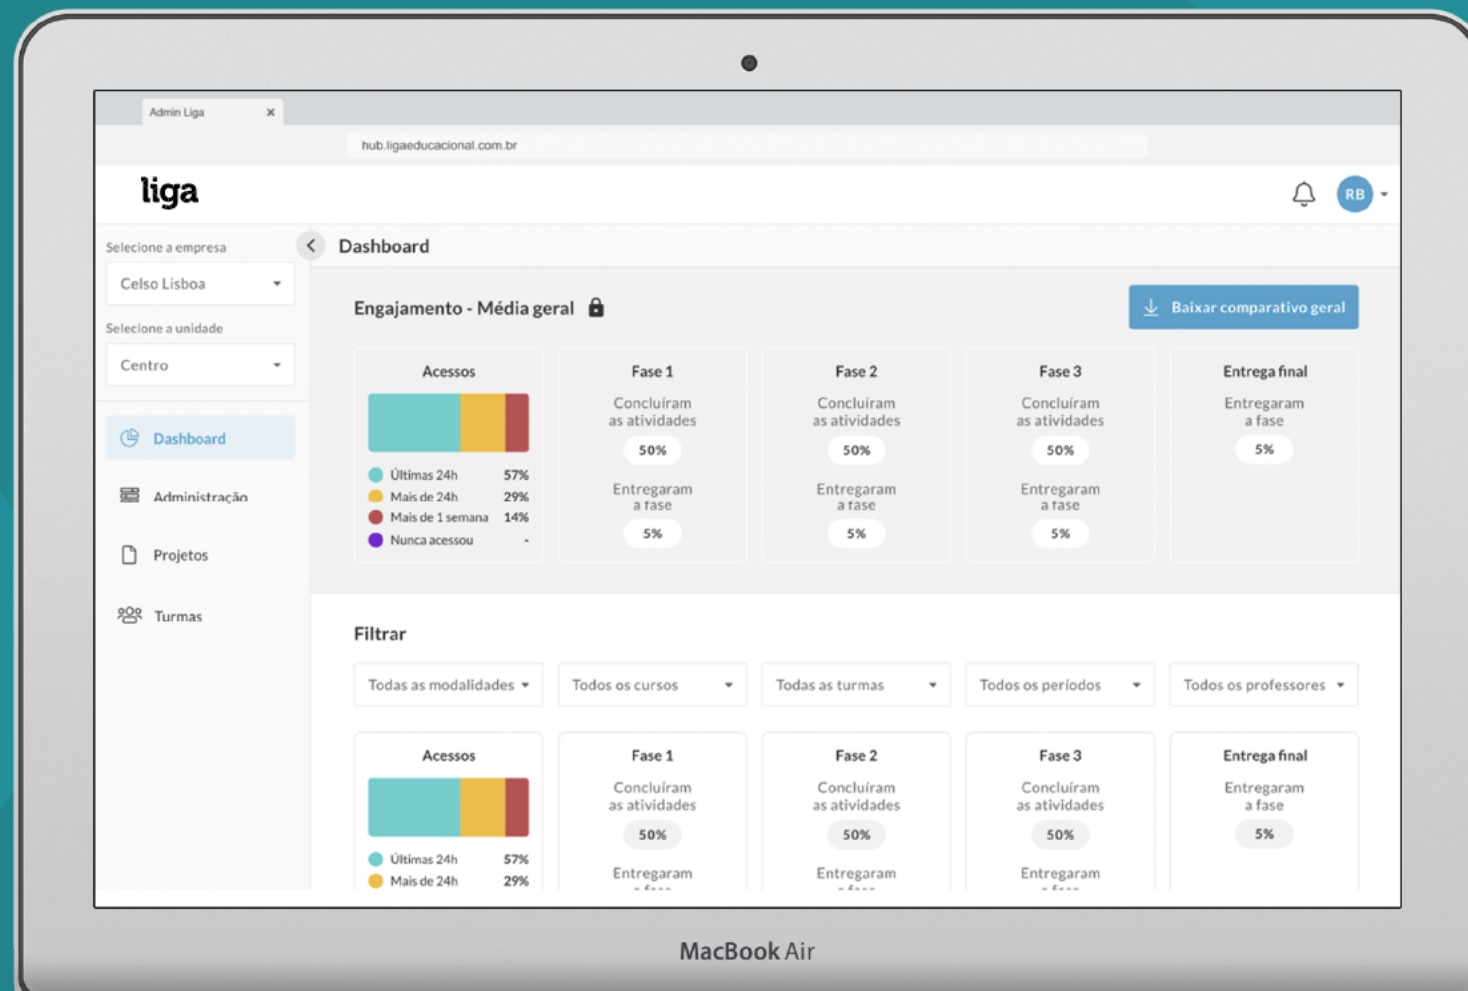 Admin Liga
hub.ligaeducacional.com.br
liga
RB
Selecione a empresa
Celso Lisboa
Selecione a unidade
Centro
Dashboard
Administração
Projetos
Turmas
Dashboard
Engajamento - Média geral
Baixar comparativo geral
Acessos
Últimas 24h 57%
Mais de 24h 29%
Mais de 1 semana 14%
Nunca acessou -
Fase 1
Concluíram
as atividades
50%
Entregaram
a fase
5%
Fase 2
Concluíram
as atividades
50%
Entregaram
a fase
5%
Fase 3
Concluíram
as atividades
50%
Entregaram
a fase
5%
Entrega final
Entregaram
a fase
5%
Filtrar
Todas as modalidades
Todos os cursos
Todas as turmas
Todos os períodos
Todos os professores
Acessos
Últimas 24h 57%
Mais de 24h 29%
Fase 1
Concluíram
as atividades
50%
Entregaram
Fase 2
Concluíram
as atividades
50%
Entregaram
Fase 3
Concluíram
as atividades
50%
Entregaram
Entrega final
Entregaram
a fase
5%
MacBook Air